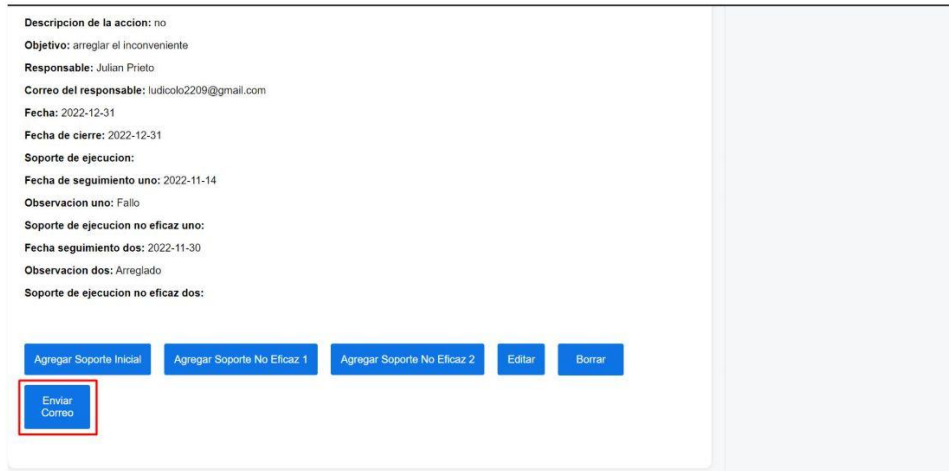 Descripcion de la accion: no
Objetivo: arreglar el inconveniente
Responsable: Julian Prieto
Correo del responsable: ludicolo2209@gmail.com
Fecha: 2022-12-31
Fecha de cierre: 2022-12-31
Soporte de ejecucion:
Fecha de seguimiento uno: 2022-11-14
Observacion uno: Fallo
Soporte de ejecucion no eficaz uno:
Fecha seguimiento dos: 2022-11-30
Observacion dos: Arreglado
Soporte de ejecucion no eficaz dos:
Agregar Soporte Inicial Agregar Soporte No Eficaz 1 Agregar Soporte No Eficaz 2 Editar Borrar
Enviar
Correo